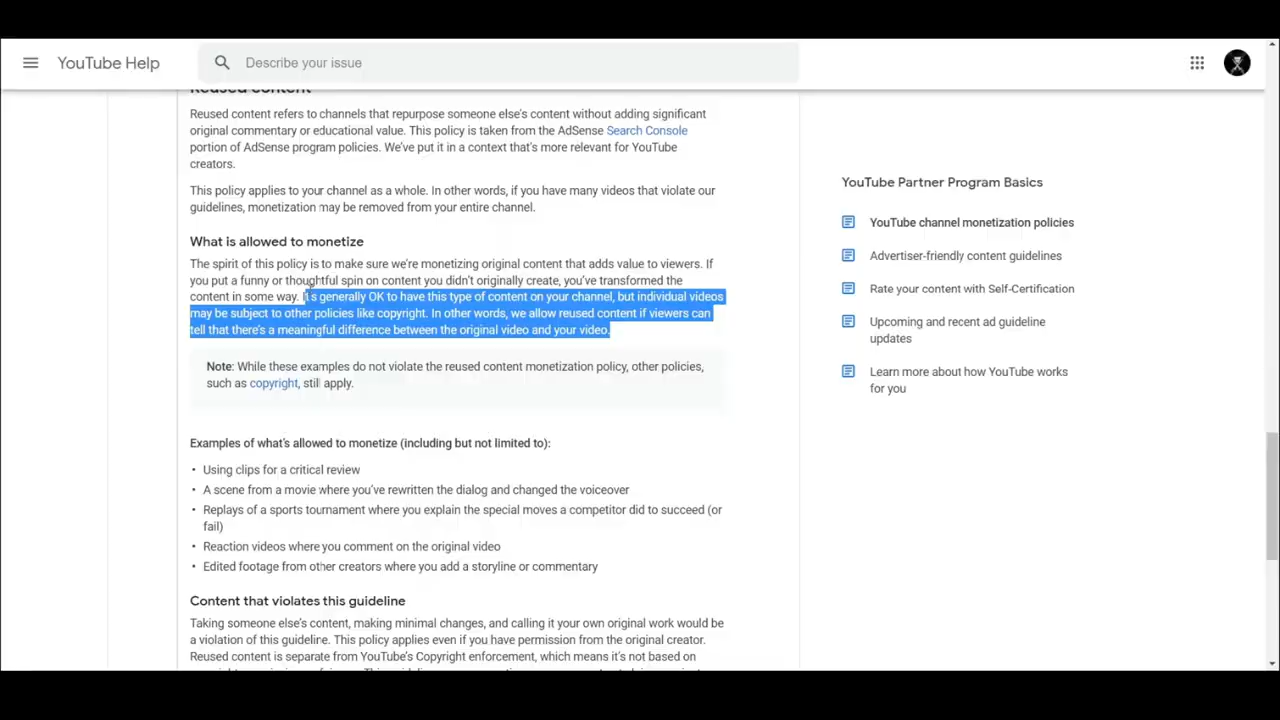 YouTube Help
Describe your issue
Reused content
Reused content refers to channels that repurpose someone else's content without adding significant
original commentary or educational value. This policy is taken from the AdSense Search Console
portion of AdSense program policies. We've put it in a context that's more relevant for YouTube
creators.
This policy applies to your channel as a whole. In other words, if you have many videos that violate our
guidelines, monetization may be removed from your entire channel.
What is allowed to monetize
The spirit of this policy is to make sure we're monetizing original content that adds value to viewers. If
you put a funny or thoughtful spin on content you didn't originally create, you've transformed the
content in some way. It's generally OK to have this type of content on your channel, but individual videos
may be subject to other policies like copyright. In other words, we allow reused content if viewers can
tell that there's a meaningful difference between the original video and your video.
Note: While these examples do not violate the reused content monetization policy, other policies,
such as copyright, still apply.
Examples of what's allowed to monetize (including but not limited to):
• Using clips for a critical review
• A scene from a movie where you've rewritten the dialog and changed the voiceover
• Replays of a sports tournament where you explain the special moves a competitor did to succeed (or
fail)
• Reaction videos where you comment on the original video
• Edited footage from other creators where you add a storyline or commentary
Content that violates this guideline
Taking someone else's content, making minimal changes, and calling it your own original work would be
a violation of this guideline. This policy applies even if you have permission from the original creator.
Reused content is separate from YouTube's Copyright enforcement, which means it's not based on
YouTube Partner Program Basics
YouTube channel monetization policies
Advertiser-friendly content guidelines
Rate your content with Self-Certification
Upcoming and recent ad guideline
updates
Learn more about how YouTube works
for you